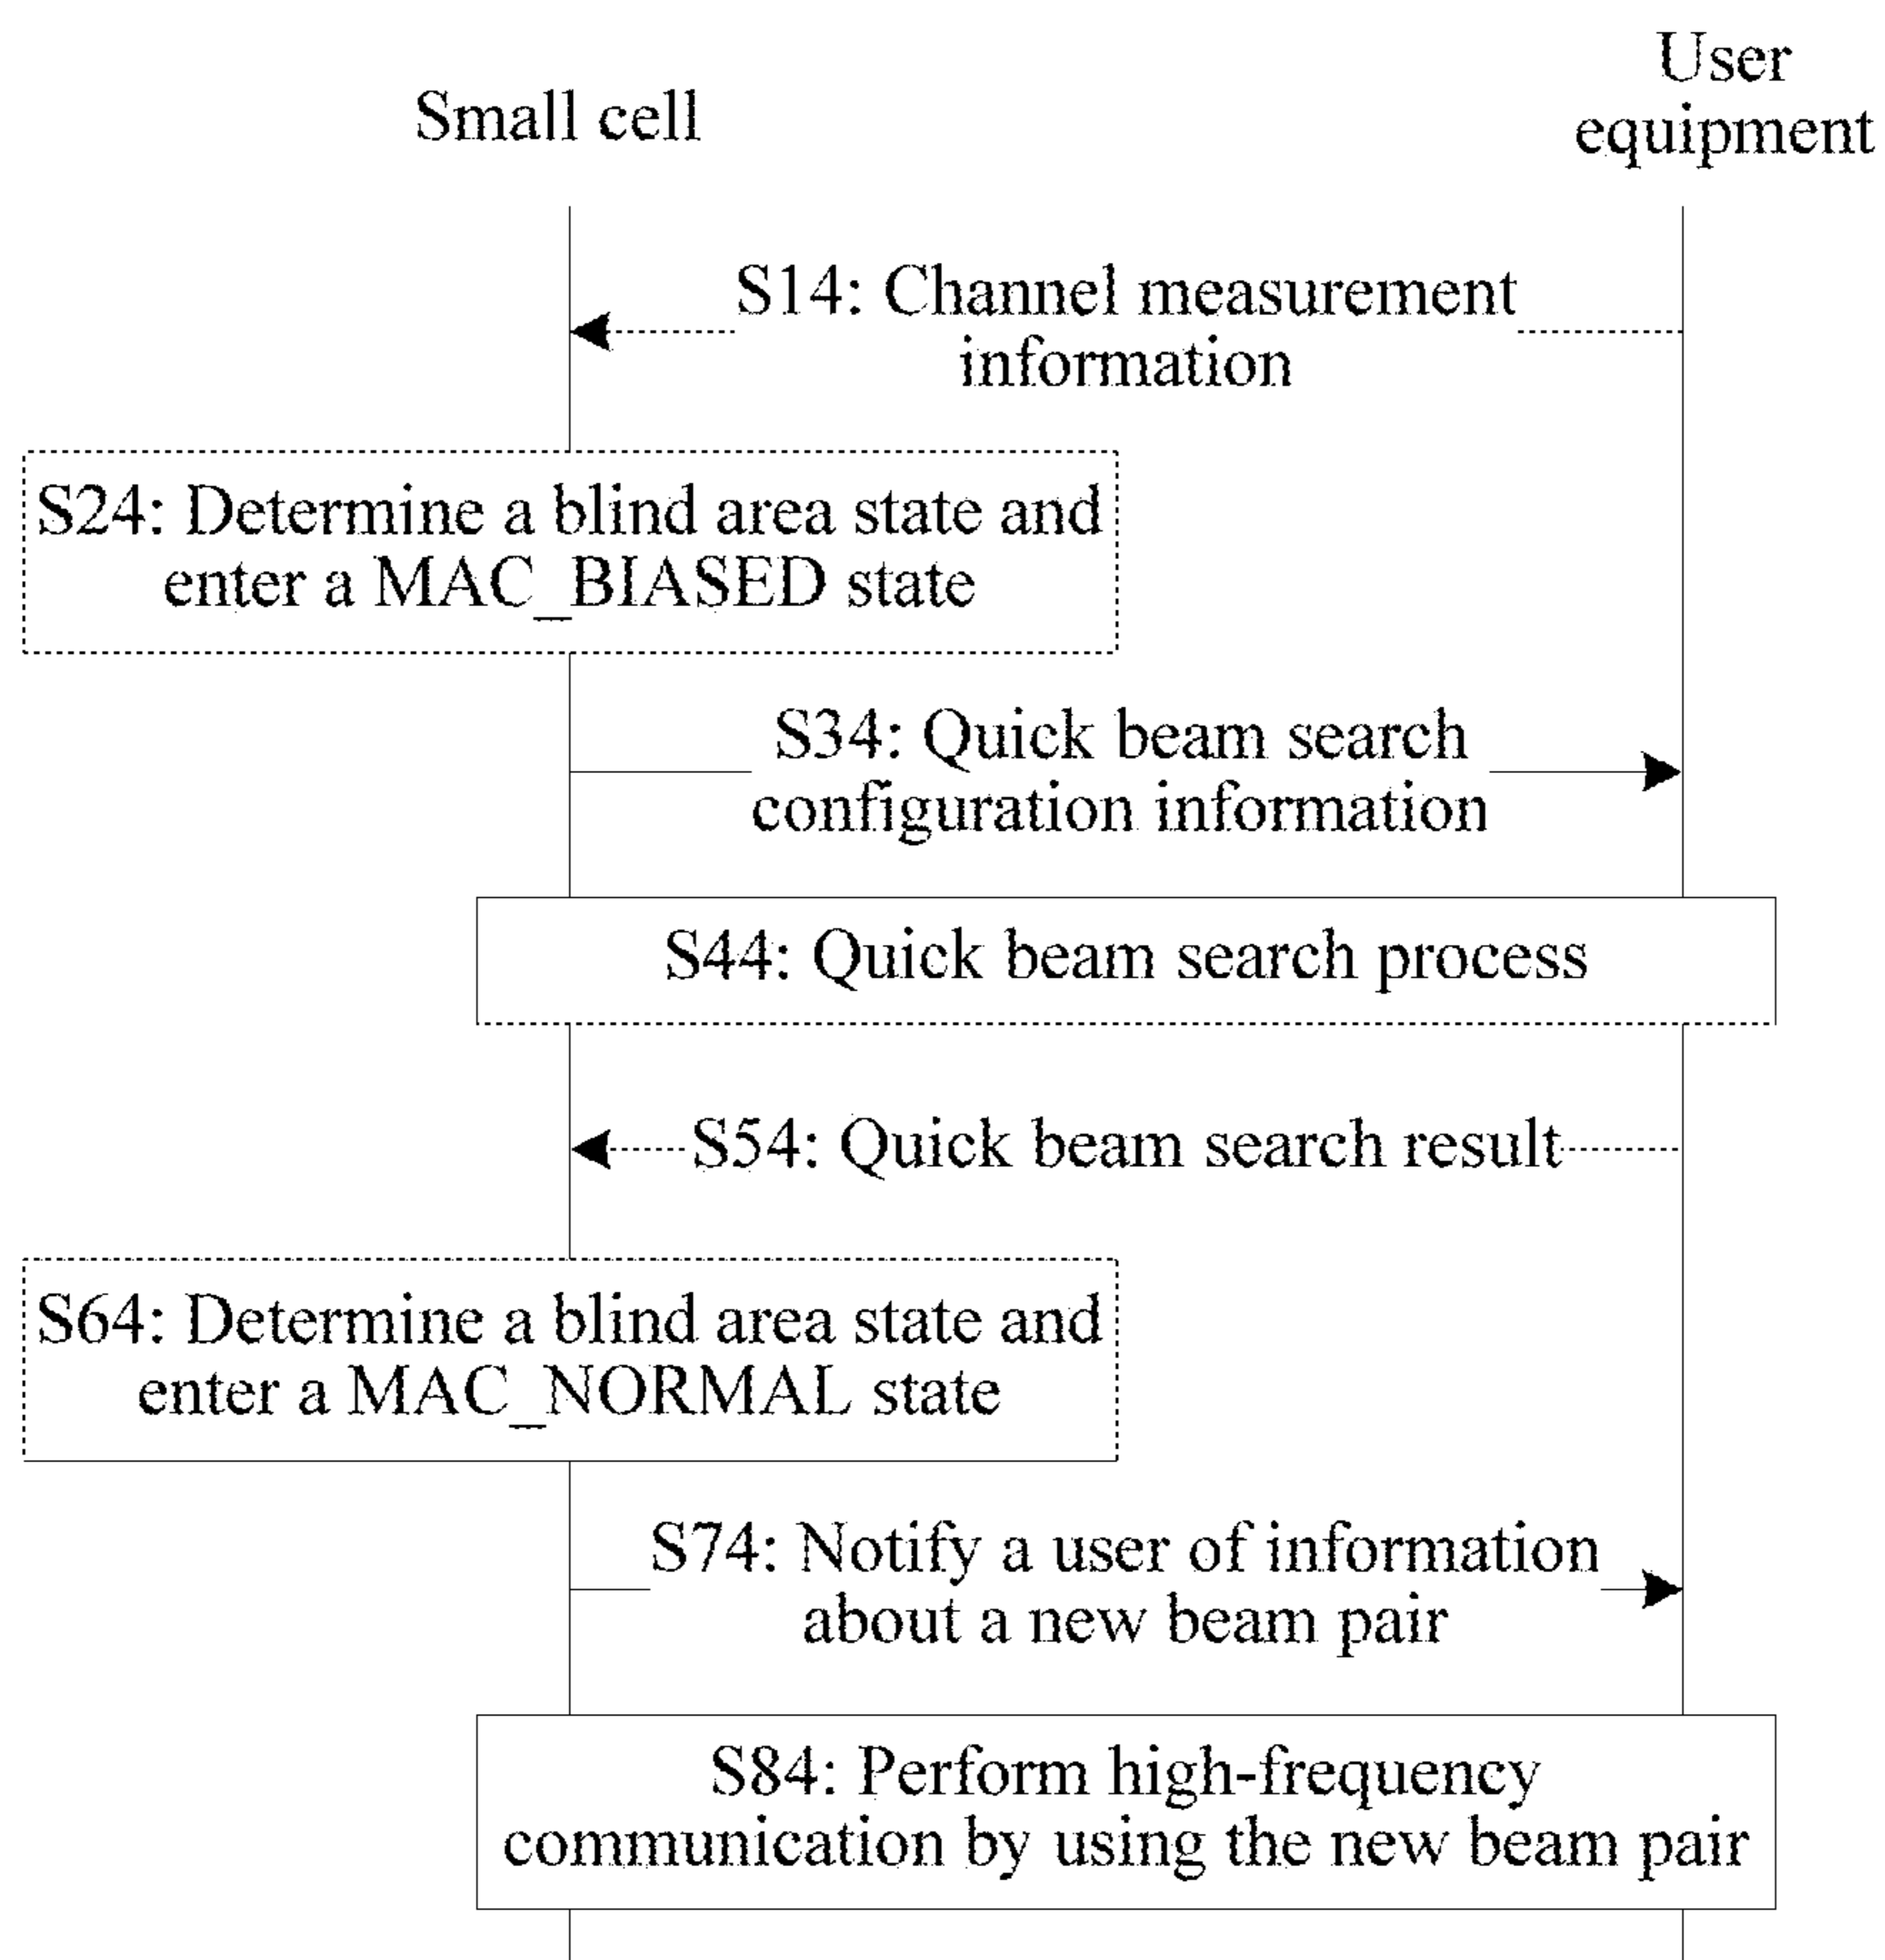 Small cell
User
equipment
S14: Channel measurement
information
S24: Determine a blind area state and
enter a MAC_BIASED state
S34: Quick beam search
configuration information
S44: Quick beam search process
S54: Quick beam search result
S64: Determine a blind area state and
enter a MAC_NORMAL state
S74: Notify a user of information
about a new beam pair
S84: Perform high-frequency
communication by using the new beam pair